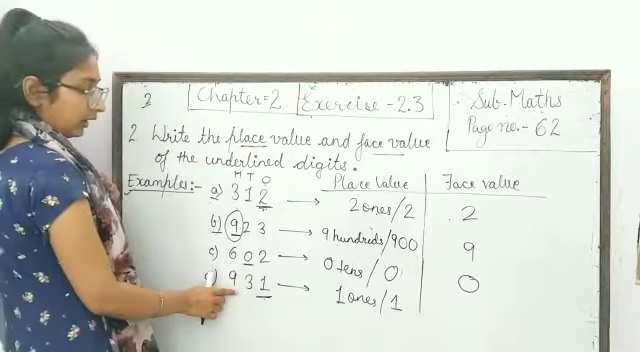 2
Chapter=2
Exercise -2.3
Sub. Maths
Page no.- 62
2. Write the place value and face value
of the underlined digits.
Examples:-
H T O
Place Value
Face value
a) 3 1 2 → 2 ones/2 2
b) 9 2 3 → 9 hundrids/900 9
c) 6 0 2 → 0 tens/0 0
9 3 1 → 1 ones/1